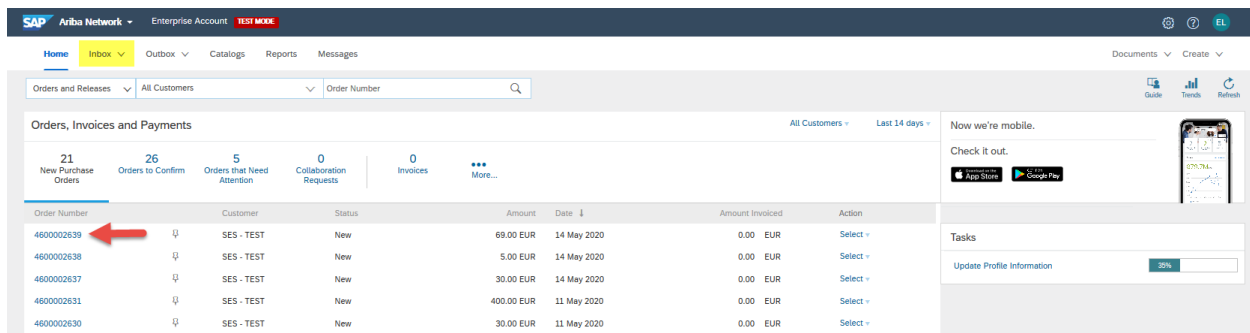 SAP Ariba Network Enterprise Account TEST MODE EL
Home Inbox Outbox Catalogs Reports Messages Documents Create
Orders and Releases All Customers Order Number Guide Trends Refresh
Orders, Invoices and Payments All Customers Last 14 days
21 New Purchase Orders
26 Orders to Confirm
5 Orders that Need Attention
0 Collaboration Requests
0 Invoices
More...
Order Number Customer Status Amount Date ↓ Amount Invoiced Action
4600002639 SES - TEST New 69.00 EUR 14 May 2020 0.00 EUR Select
4600002638 SES - TEST New 5.00 EUR 14 May 2020 0.00 EUR Select
4600002637 SES - TEST New 30.00 EUR 14 May 2020 0.00 EUR Select
4600002631 SES - TEST New 400.00 EUR 11 May 2020 0.00 EUR Select
4600002630 SES - TEST New 30.00 EUR 11 May 2020 0.00 EUR Select
Now we're mobile.
Check it out.
App Store Google Play
Tasks
Update Profile Information 35%